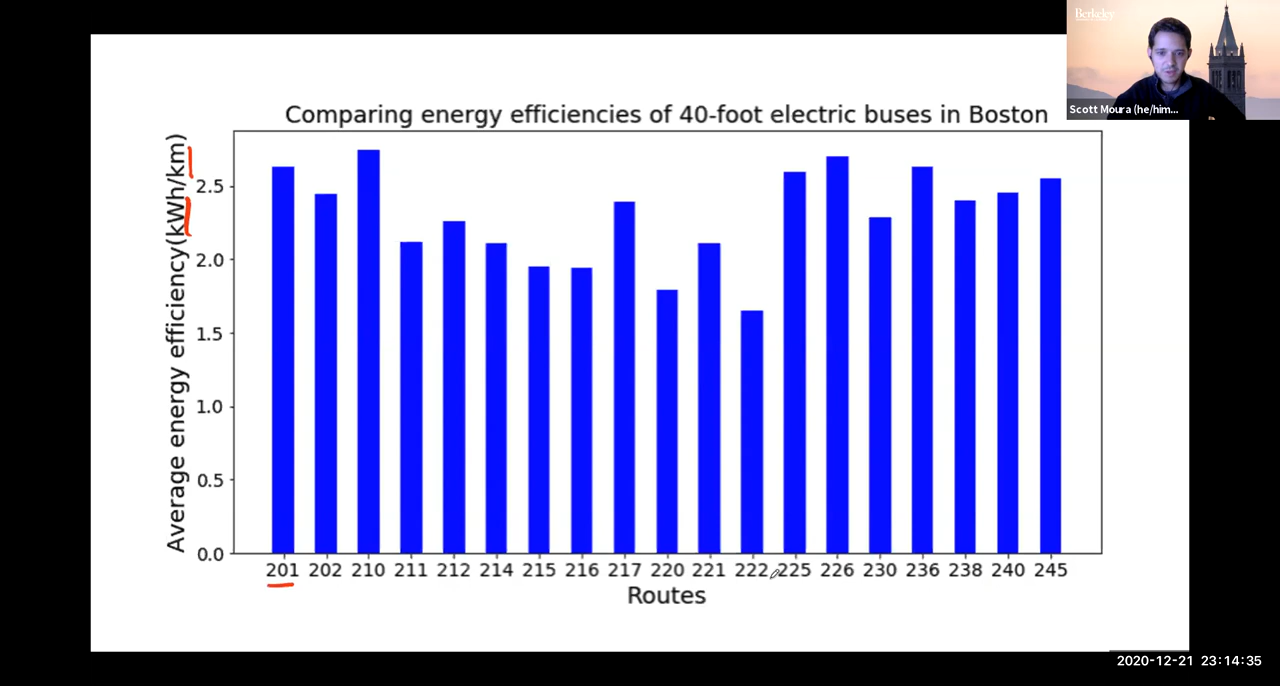 Berkeley
Scott Moura (he/him...
Comparing energy efficiencies of 40-foot electric buses in Boston
Average energy efficiency(kWh/km)
2.5
2.0
1.5
1.0
0.5
0.0
201 202 210 211 212 214 215 216 217 220 221 222 225 226 230 236 238 240 245
Routes
2020-12-21 23:14:35